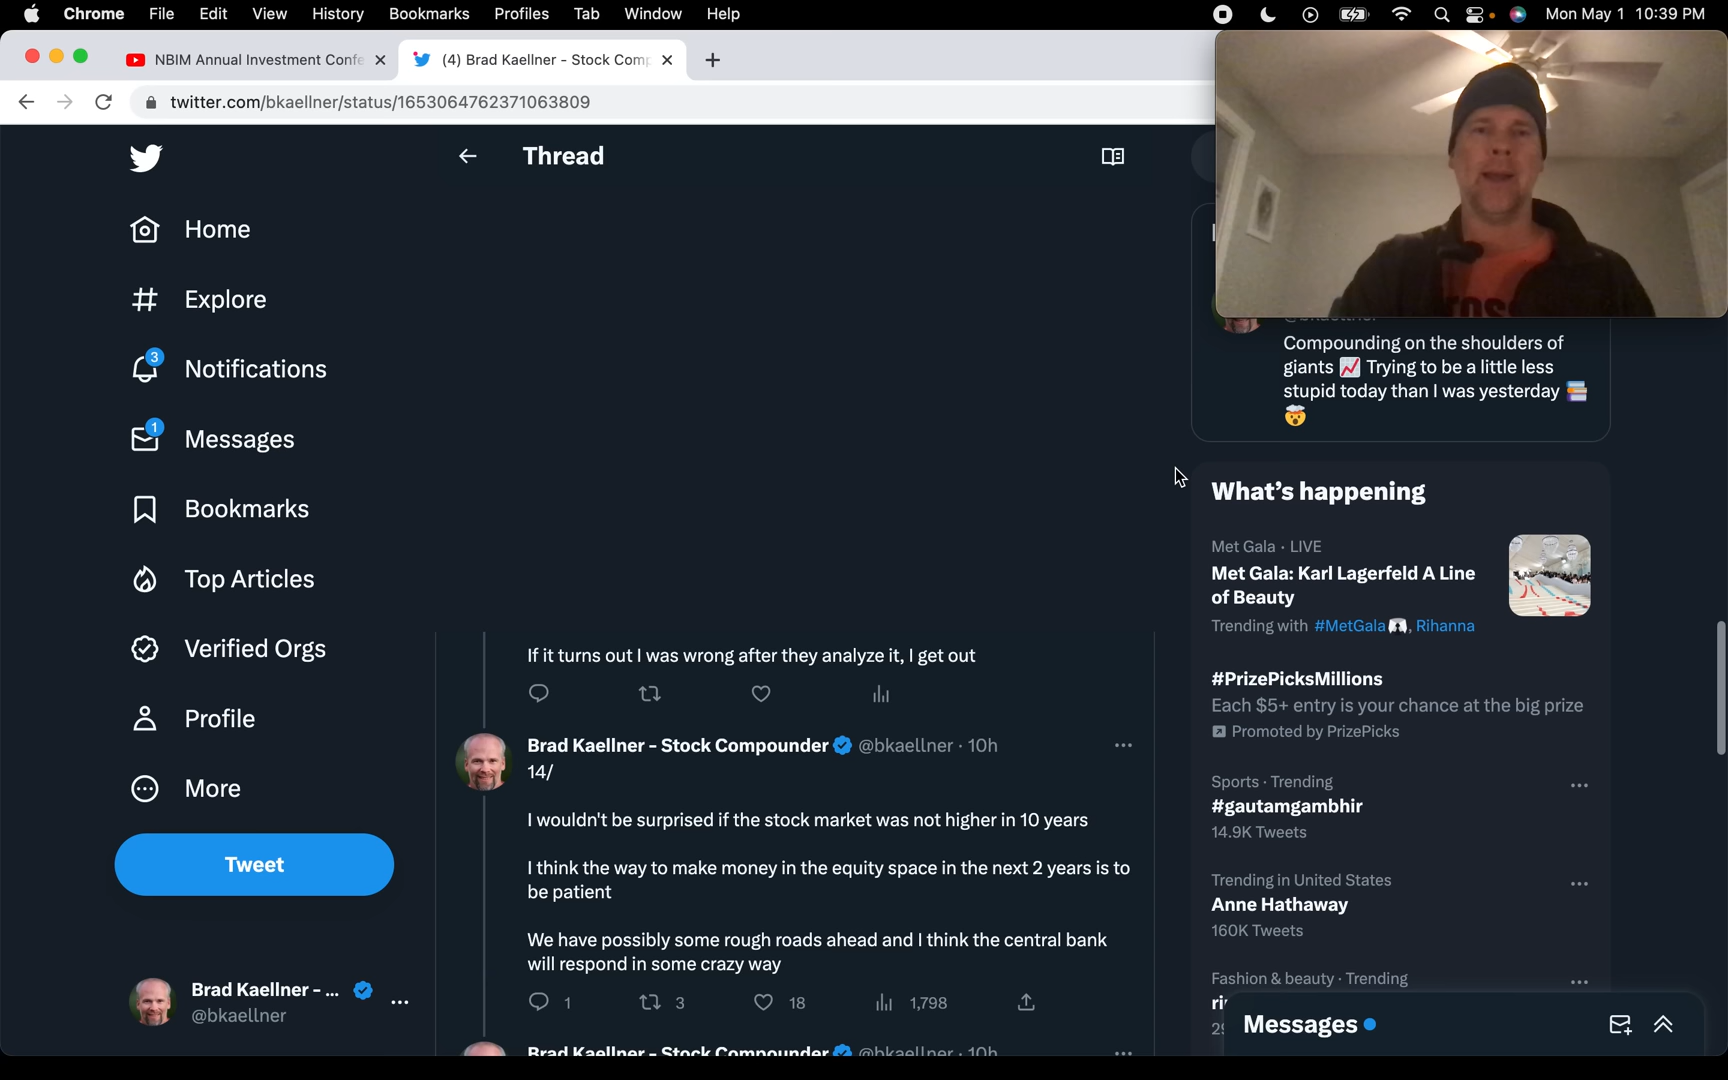 Chrome File Edit View History Bookmarks Profiles Tab Window Help
Mon May 1 10:39 PM
NBIM Annual Investment Confe
(4) Brad Kaellner - Stock Comp
twitter.com/bkaellner/status/1653064762371063809
Thread
Home
Explore
3
Notifications
1
Messages
Bookmarks
Top Articles
Verified Orgs
Profile
More
Tweet
Brad Kaellner - ...
@bkaellner
If it turns out I was wrong after they analyze it, I get out
Brad Kaellner - Stock Compounder @bkaellner · 10h
14/
I wouldn't be surprised if the stock market was not higher in 10 years
I think the way to make money in the equity space in the next 2 years is to
be patient
We have possibly some rough roads ahead and I think the central bank
will respond in some crazy way
1 3 18 1,798
Brad Kaellner - Stock Compounder @bkaellner · 10h
Compounding on the shoulders of
giants 📈 Trying to be a little less
stupid today than I was yesterday 📚
🤯
What's happening
Met Gala · LIVE
Met Gala: Karl Lagerfeld A Line
of Beauty
Trending with #MetGala, Rihanna
#PrizePicksMillions
Each $5+ entry is your chance at the big prize
Promoted by PrizePicks
Sports · Trending
#gautamgambhir
14.9K Tweets
Trending in United States
Anne Hathaway
160K Tweets
Fashion & beauty · Trending
Messages